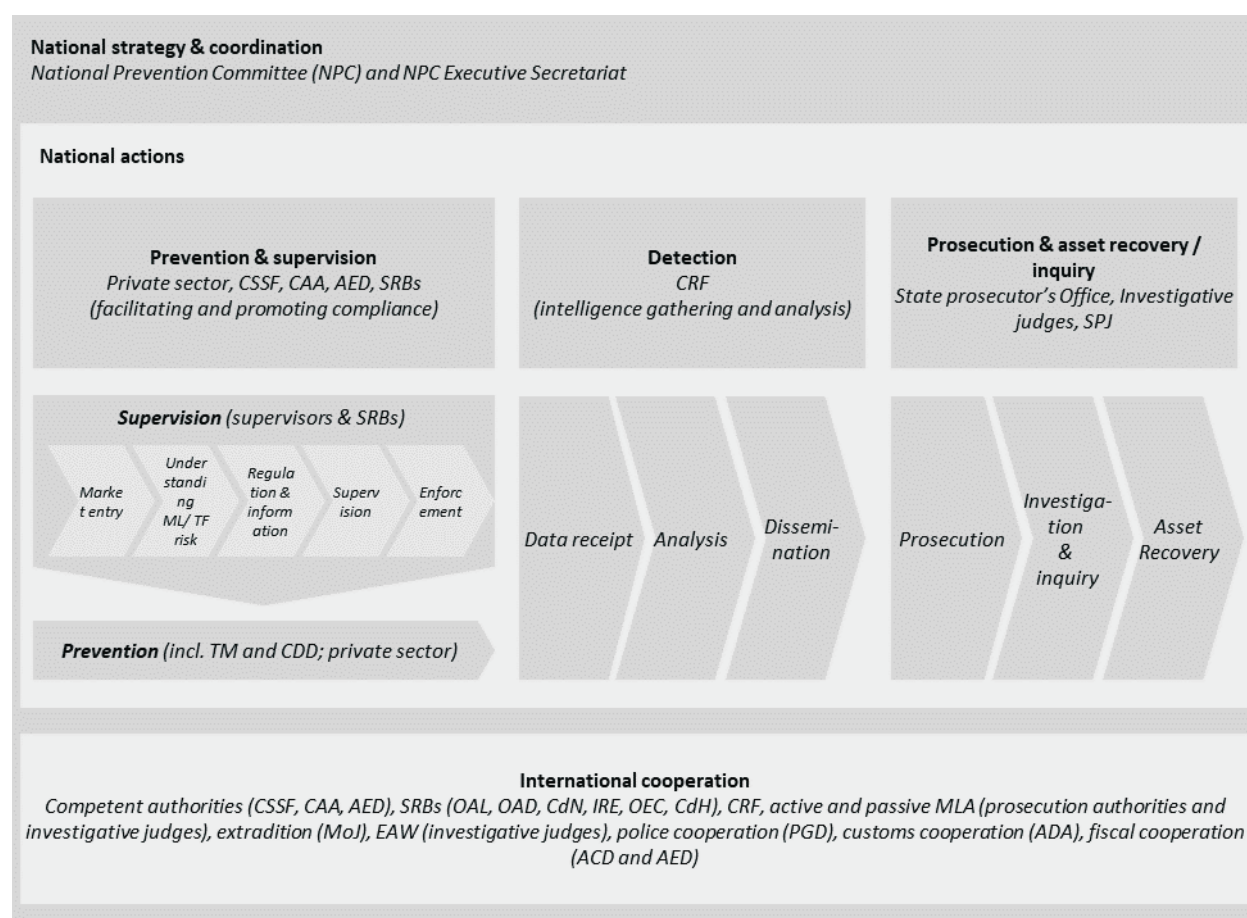 National strategy & coordination
National Prevention Committee (NPC) and NPC Executive Secretariat
National actions
Prevention & supervision
Private sector, CSSF, CAA, AED, SRBs
(facilitating and promoting compliance)
Detection
CRF
(intelligence gathering and analysis)
Prosecution & asset recovery /
inquiry
State prosecutor's Office, Investigative
judges, SPJ
Supervision (supervisors & SRBs)
Marke
t entry
Under
standi
ng
ML/ TF
risk
Regula
tion &
inform
ation
Superv
ision
Enforc
ement
Prevention (incl. TM and CDD; private sector)
Data receipt
Analysis
Dissemi-
nation
Prosecution
Investiga-
tion
&
inquiry
Asset
Recovery
International cooperation
Competent authorities (CSSF, CAA, AED), SRBs (OAL, OAD, CdN, IRE, OEC, CdH), CRF, active and passive MLA (prosecution authorities and
investigative judges), extradition (MoJ), EAW (investigative judges), police cooperation (PGD), customs cooperation (ADA), fiscal cooperation
(ACD and AED)